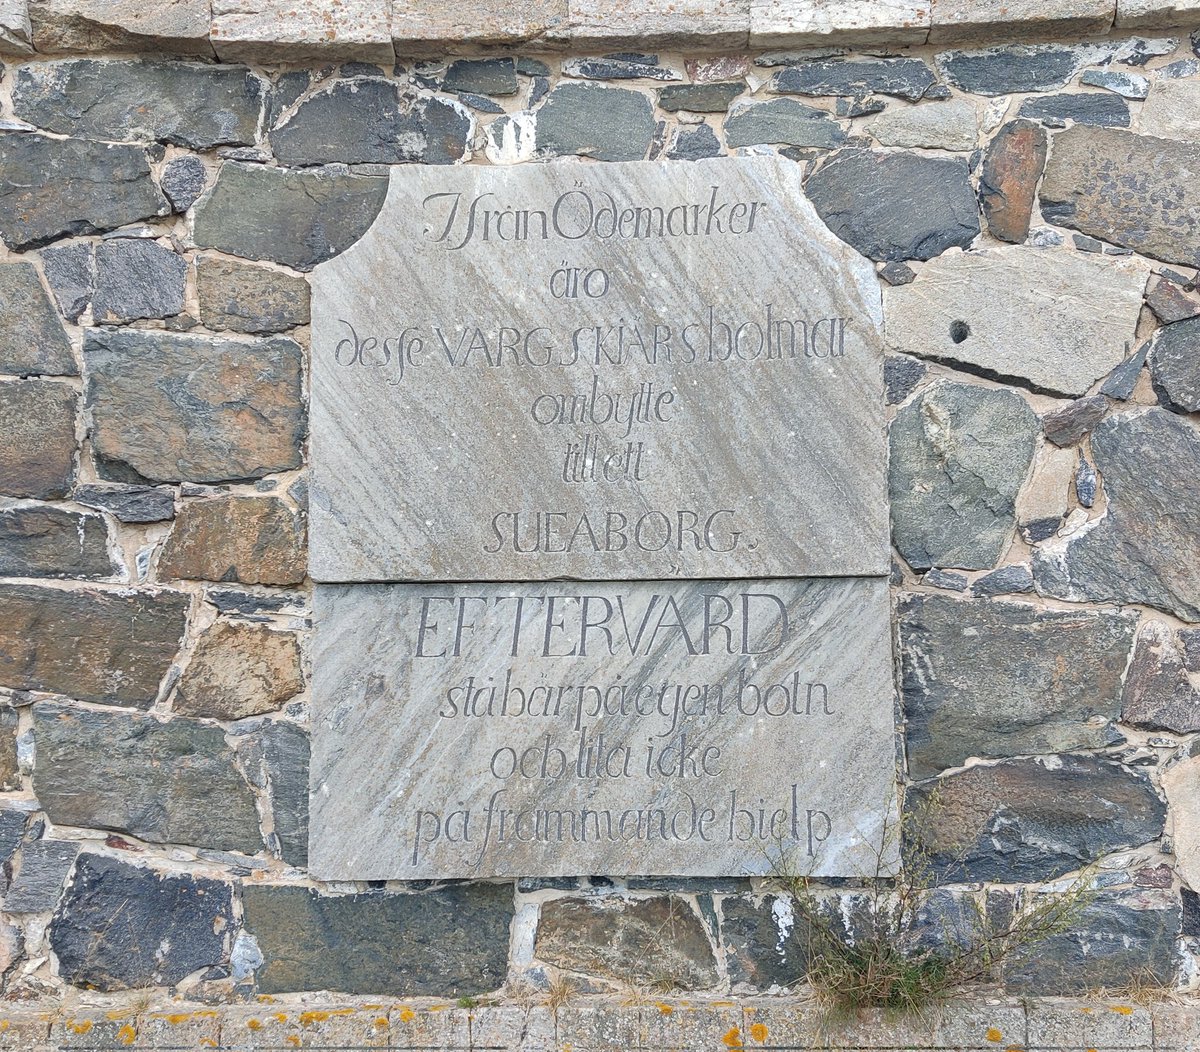 Ifrån Ödemarker
äro
desse VARGSKIÄRS holmar
ombytte
till ett
SUEABORG.
EFTERVÄRD
stå här på egen botn
och lita icke
på främmande hielp